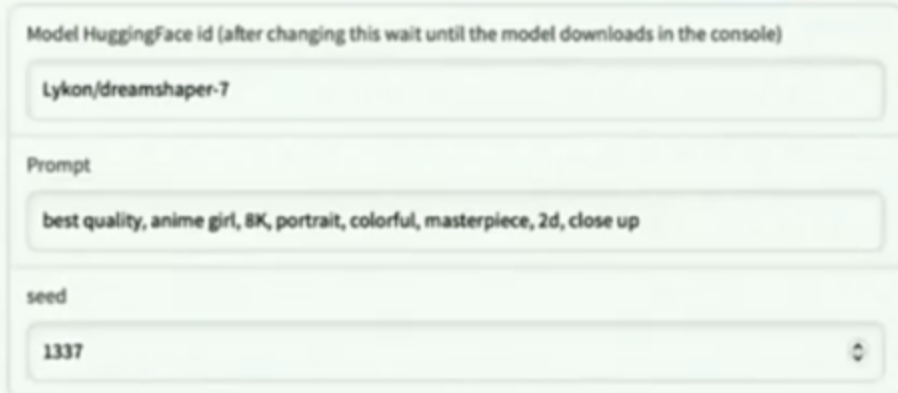 Model HuggingFace id (after changing this wait until the model downloads in the console)
Lykon/dreamshaper-7
Prompt
best quality, anime girl, 8K, portrait, colorful, masterpiece, 2d, close up
seed
1337